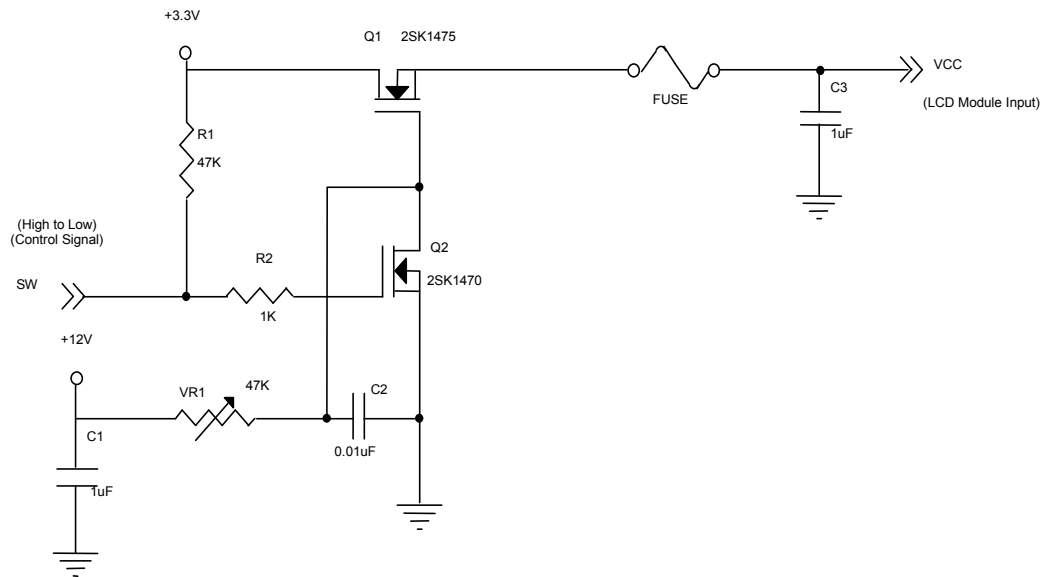 +3.3V
Q1 2SK1475
FUSE
C3
VCC
(LCD Module Input)
1uF
R1
47K
(High to Low)
(Control Signal)
SW
R2
1K
Q2
2SK1470
+12V
VR1
47K
C2
0.01uF
C1
1uF